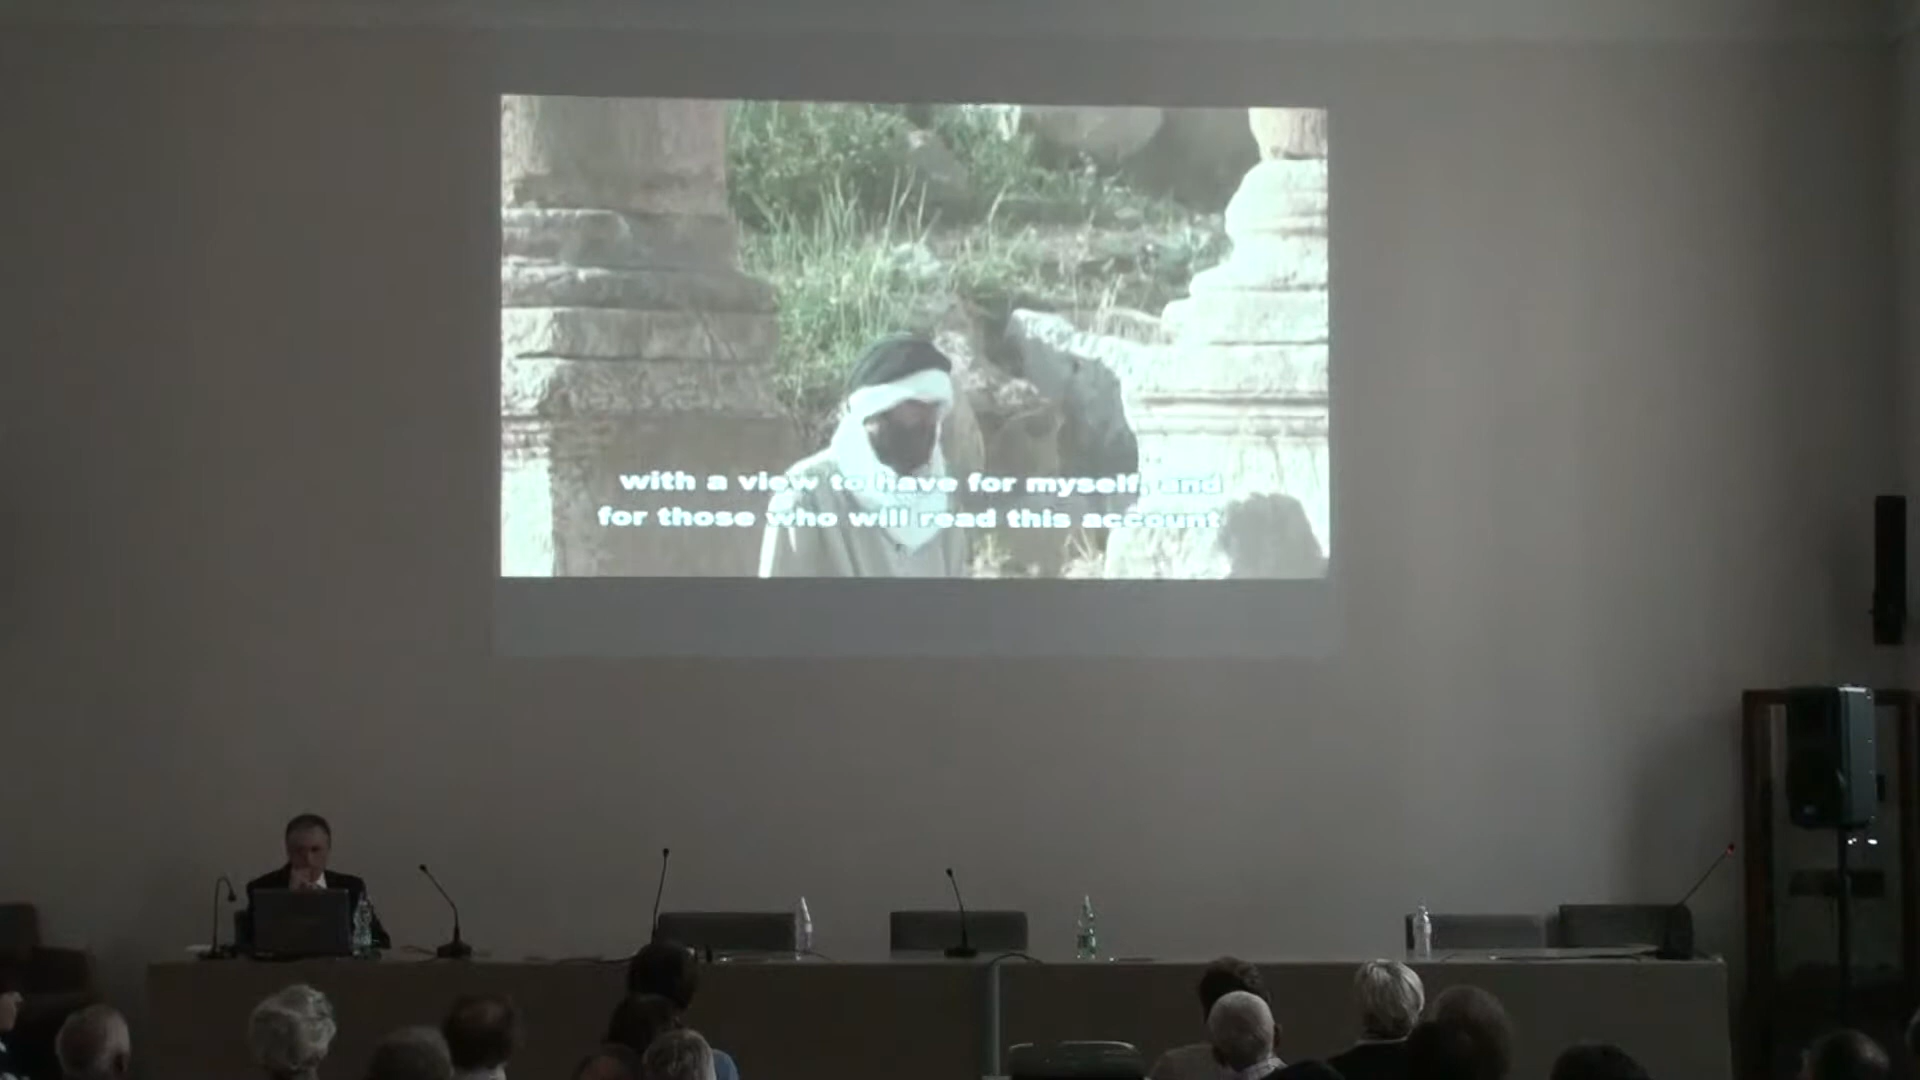 with a view to have for myself, and
for those who will read this account